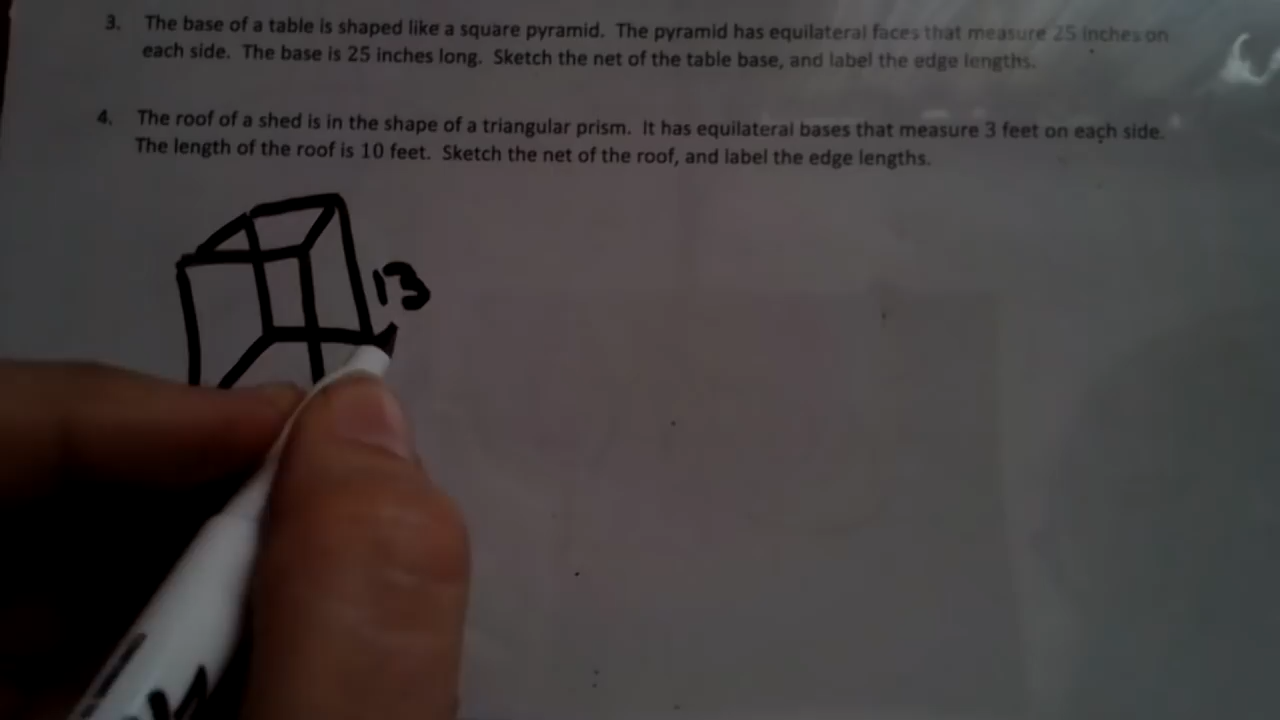 3. The base of a table is shaped like a square pyramid. The pyramid has equilateral faces that measure 25 inches on
each side. The base is 25 inches long. Sketch the net of the table base, and label the edge lengths.
4. The roof of a shed is in the shape of a triangular prism. It has equilateral bases that measure 3 feet on each side.
The length of the roof is 10 feet. Sketch the net of the roof, and label the edge lengths.
13